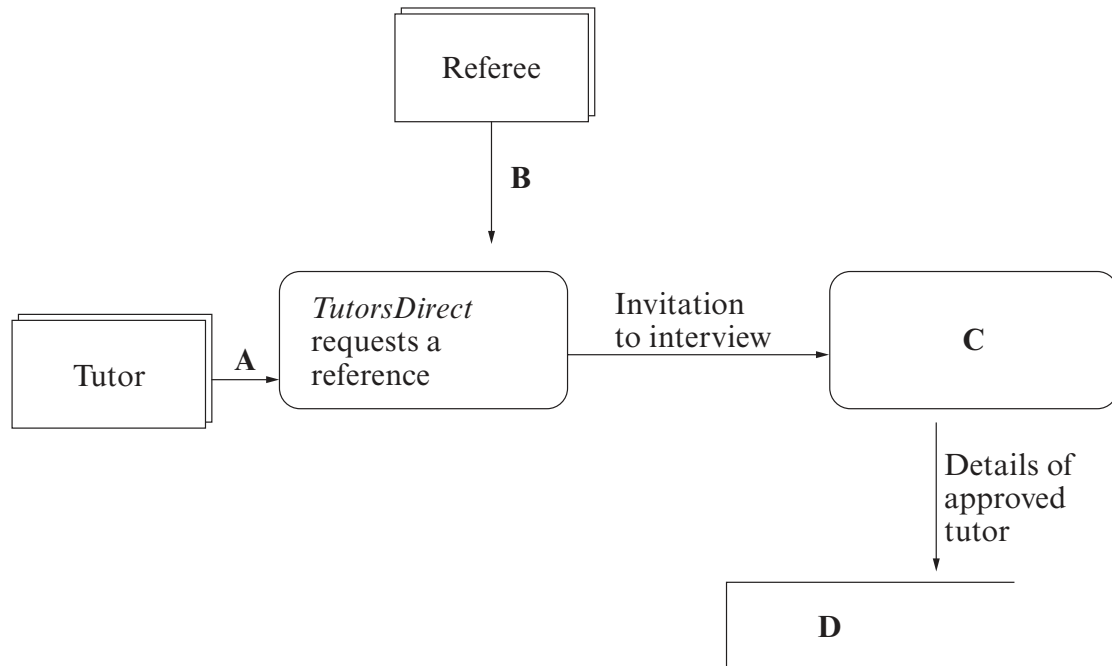 Referee
B
TutorsDirect
requests a
reference
Invitation
to interview
C
Tutor
A
Details of
approved
tutor
D